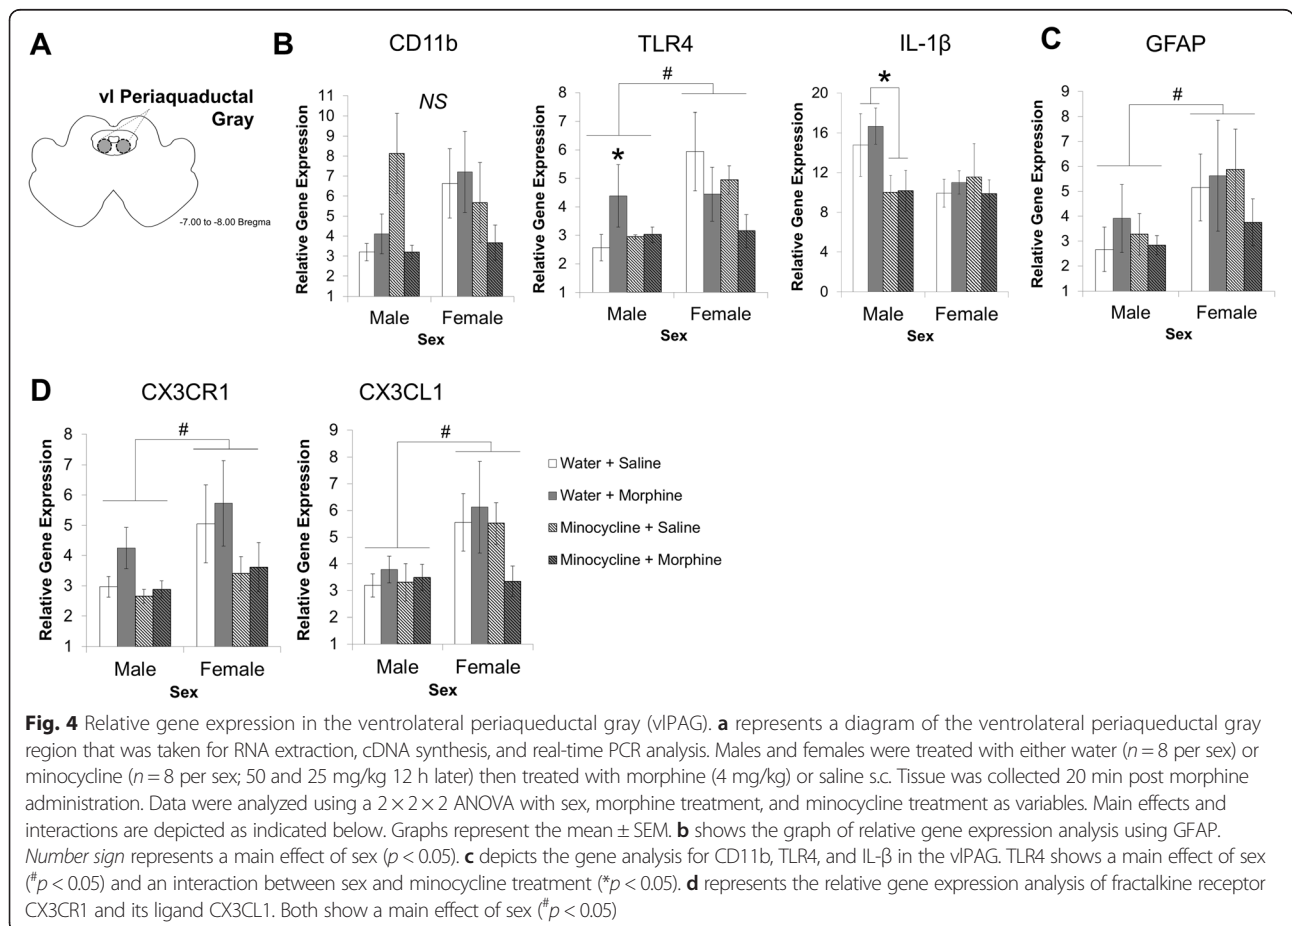 A
vl Periaquaductal
Gray
-7.00 to -8.00 Bregma
B
CD11b
NS
Relative Gene Expression
11
10
9
8
7
6
5
4
3
2
1
Male
Female
Sex
TLR4
#
*
Relative Gene Expression
8
7
6
5
4
3
2
1
Male
Female
Sex
IL-1β
*
Relative Gene Expression
20
16
12
8
4
0
Male
Female
Sex
C
GFAP
#
Relative Gene Expression
9
8
7
6
5
4
3
2
1
Male
Female
Sex
D
CX3CR1
#
Relative Gene Expression
8
7
6
5
4
3
2
1
Male
Female
Sex
CX3CL1
#
Relative Gene Expression
9
8
7
6
5
4
3
2
1
Male
Female
Sex
Water + Saline
Water + Morphine
Minocycline + Saline
Minocycline + Morphine
Fig. 4 Relative gene expression in the ventrolateral periaqueductal gray (vlPAG). a represents a diagram of the ventrolateral periaqueductal gray
region that was taken for RNA extraction, cDNA synthesis, and real-time PCR analysis. Males and females were treated with either water (n = 8 per sex) or
minocycline (n = 8 per sex; 50 and 25 mg/kg 12 h later) then treated with morphine (4 mg/kg) or saline s.c. Tissue was collected 20 min post morphine
administration. Data were analyzed using a 2 × 2 × 2 ANOVA with sex, morphine treatment, and minocycline treatment as variables. Main effects and
interactions are depicted as indicated below. Graphs represent the mean ± SEM. b shows the graph of relative gene expression analysis using GFAP.
Number sign represents a main effect of sex (p < 0.05). c depicts the gene analysis for CD11b, TLR4, and IL-β in the vlPAG. TLR4 shows a main effect of sex
(#p < 0.05) and an interaction between sex and minocycline treatment (*p < 0.05). d represents the relative gene expression analysis of fractalkine receptor
CX3CR1 and its ligand CX3CL1. Both show a main effect of sex (#p < 0.05)